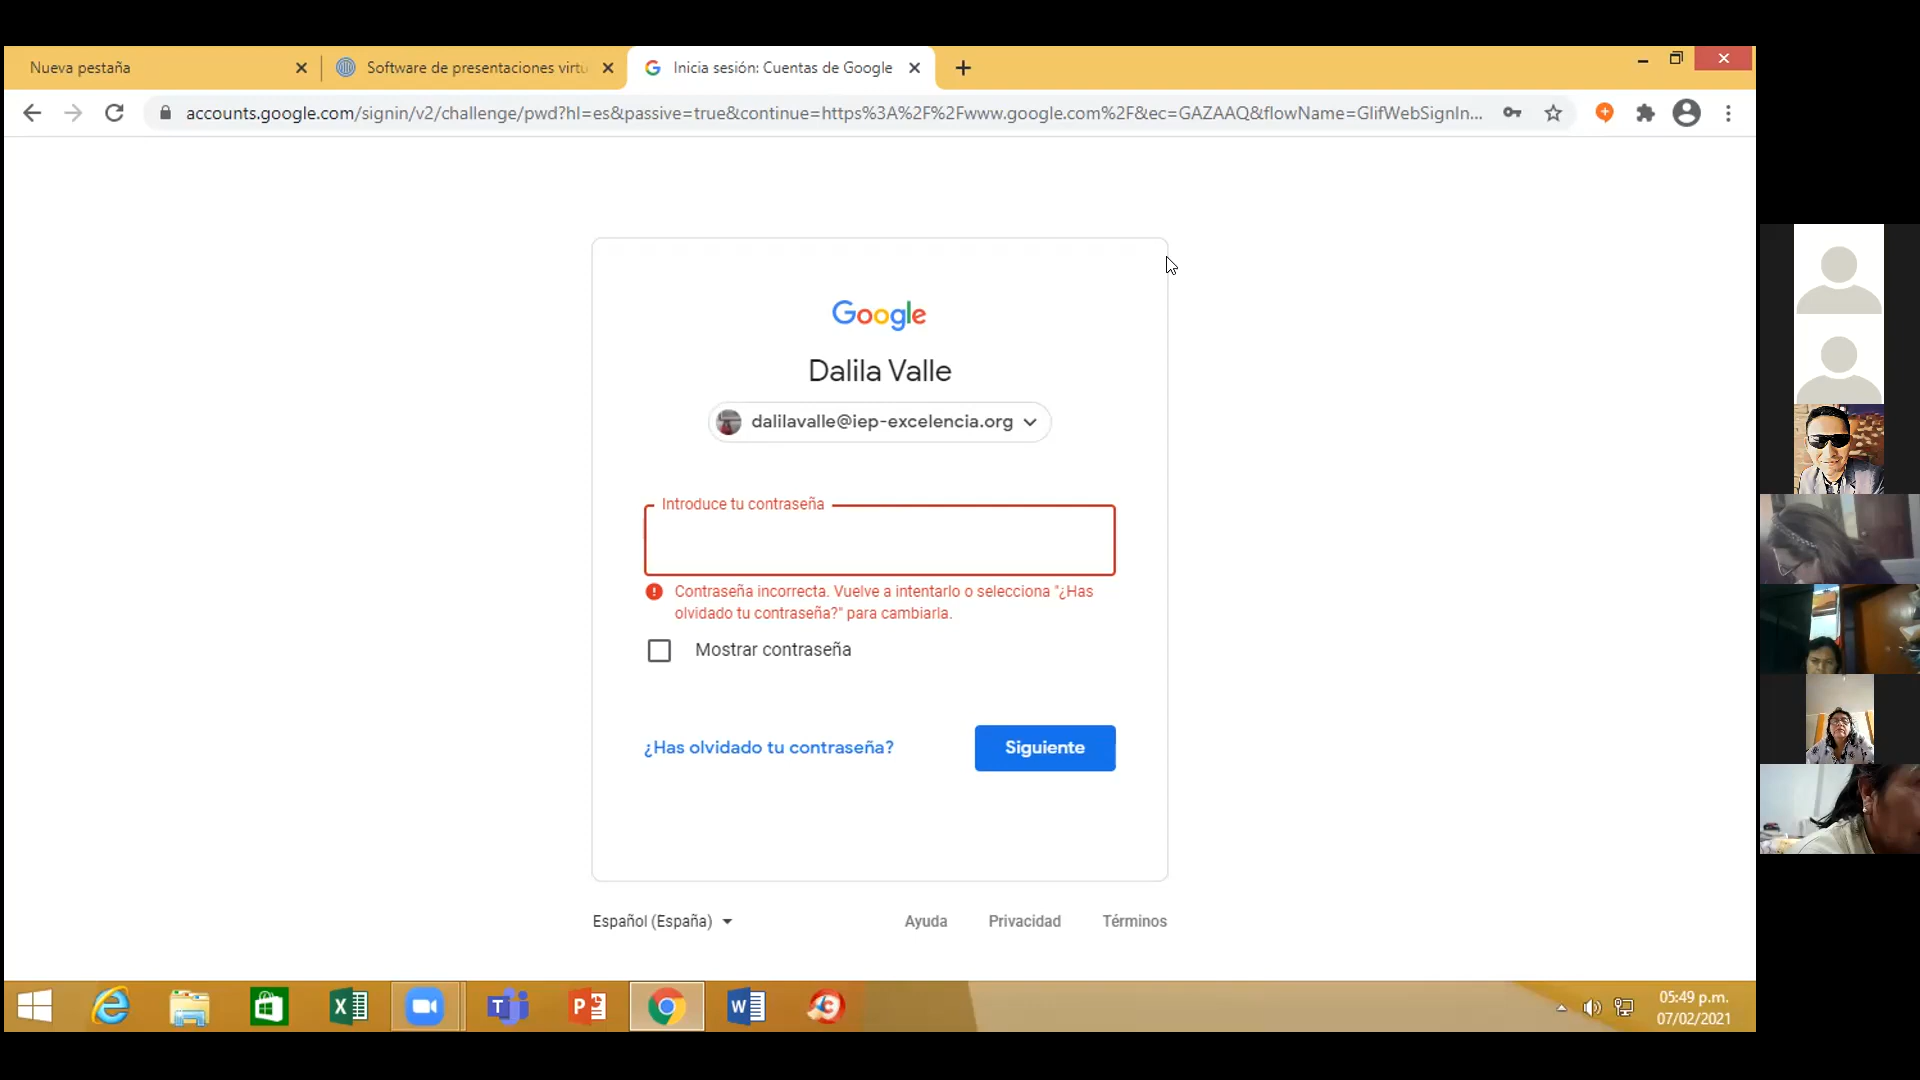 Nueva pestaña
Software de presentaciones virtu
Inicia sesión: Cuentas de Google
accounts.google.com/signin/v2/challenge/pwd?hl=es&passive=true&continue=https%3A%2F%2Fwww.google.com%2F&ec=GAZAAQ&flowName=GlifWebSignIn...
Google
Dalila Valle
dalilavalle@iep-excelencia.org
Introduce tu contraseña
Contraseña incorrecta. Vuelve a intentarlo o selecciona "¿Has
olvidado tu contraseña?" para cambiarla.
Mostrar contraseña
¿Has olvidado tu contraseña?
Siguiente
Español (España)
Ayuda
Privacidad
Términos
05:49 p.m.
07/02/2021